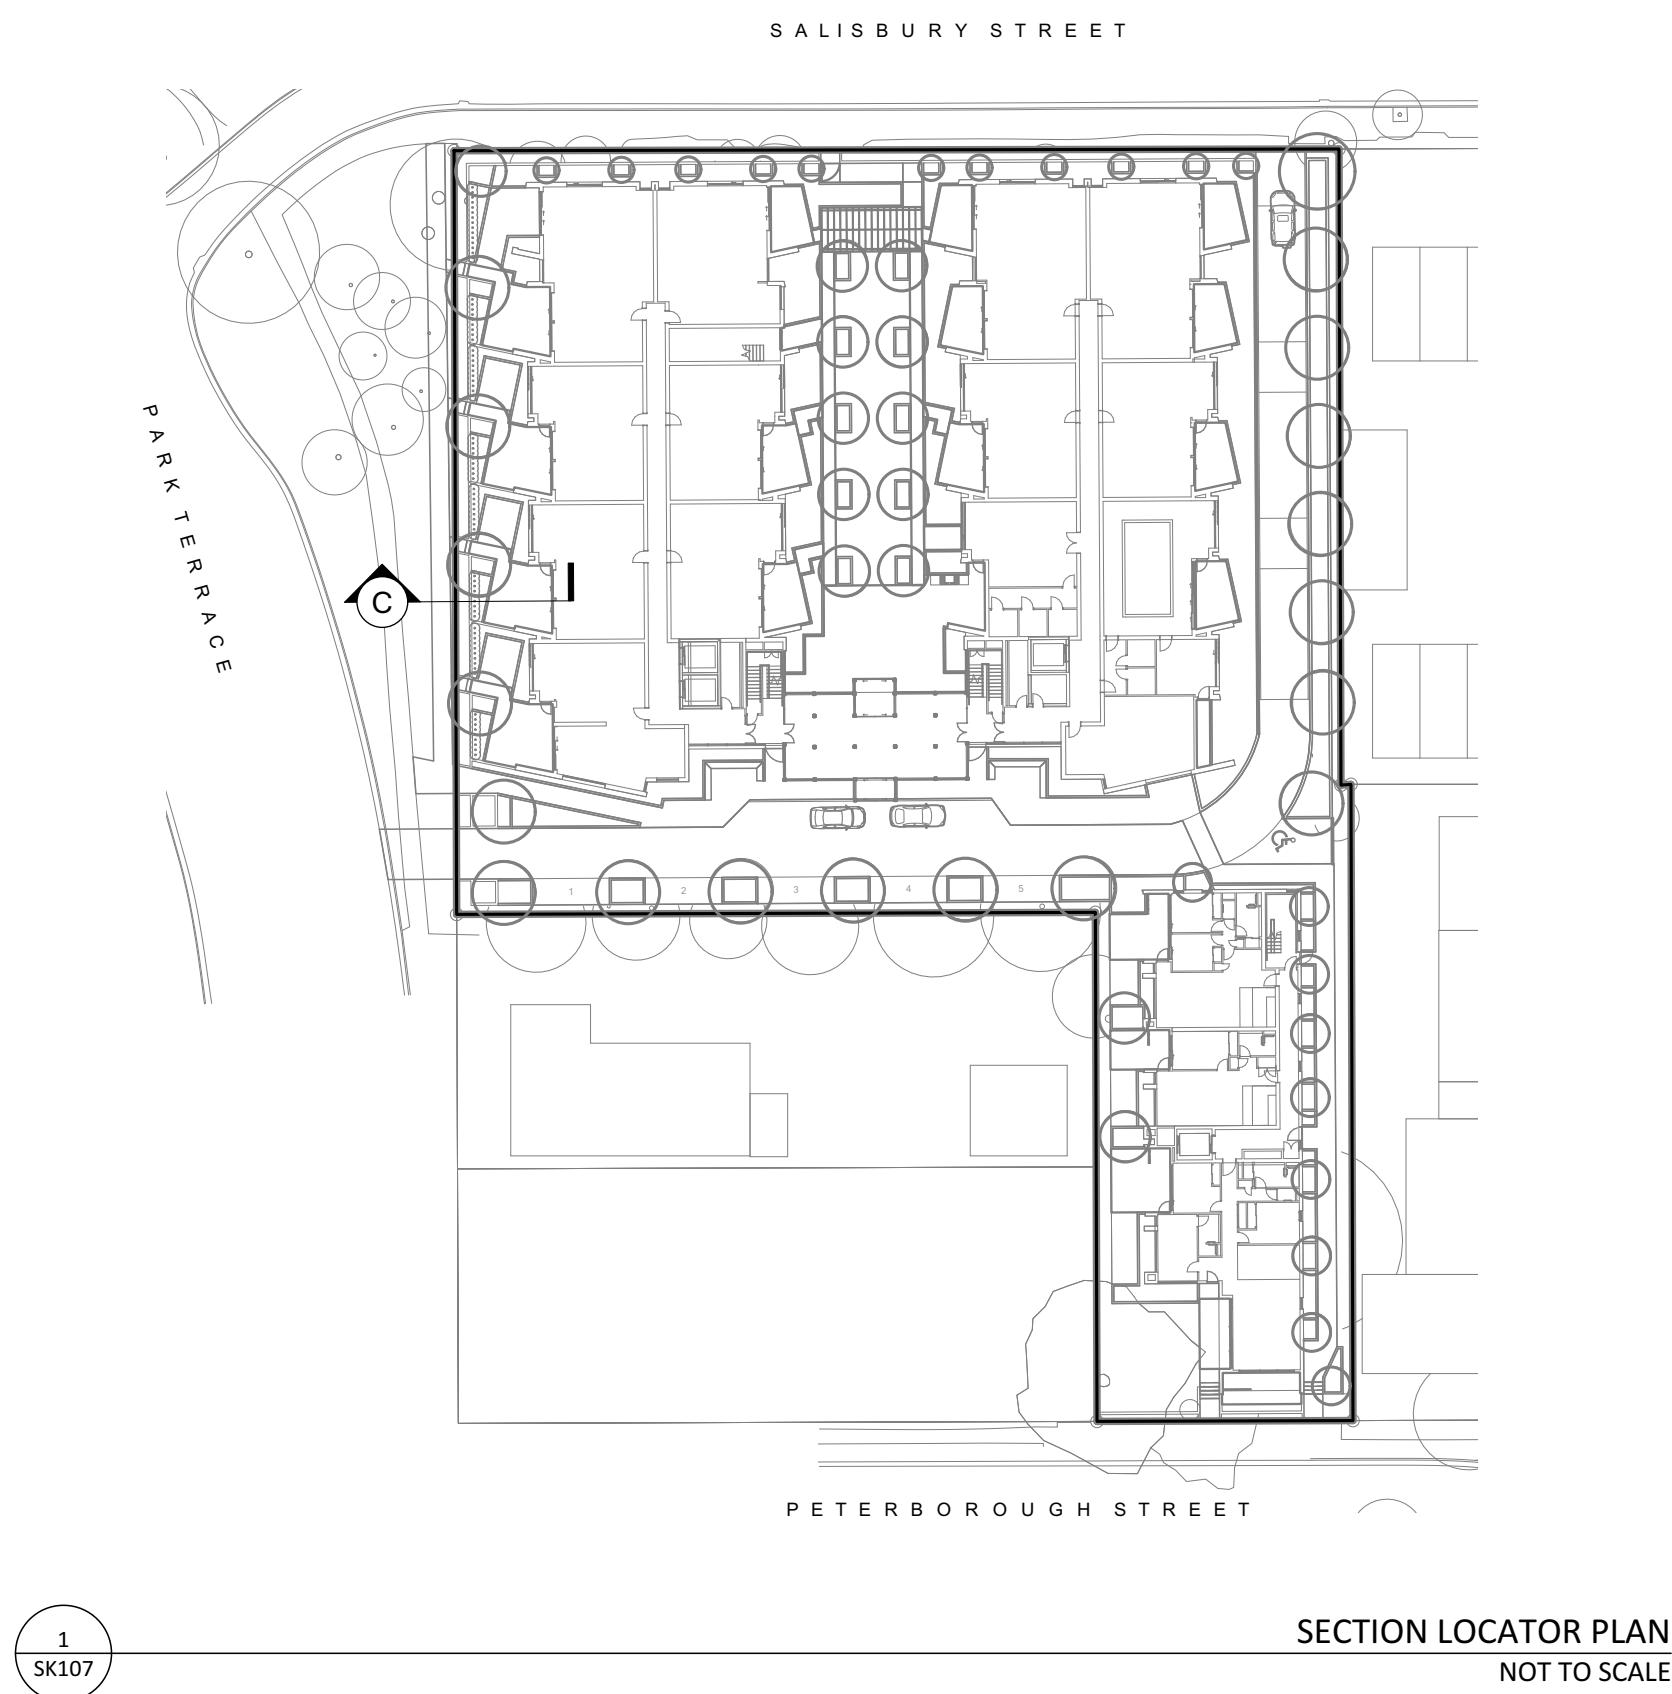 SALISBURY STREET
PARK TERRACE
C
1 2 3 4 5
PETERBOROUGH STREET
1
SK107
SECTION LOCATOR PLAN
NOT TO SCALE